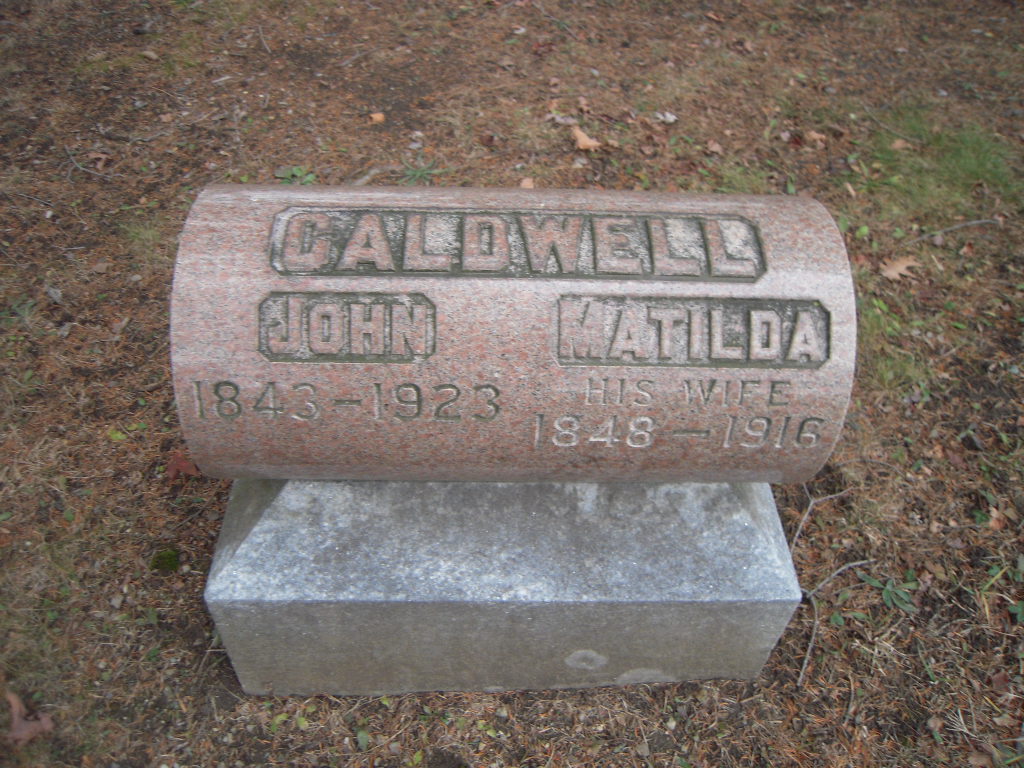 CALDWELL
JOHN MATILDA
HIS WIFE
1843-1923 1848-1916